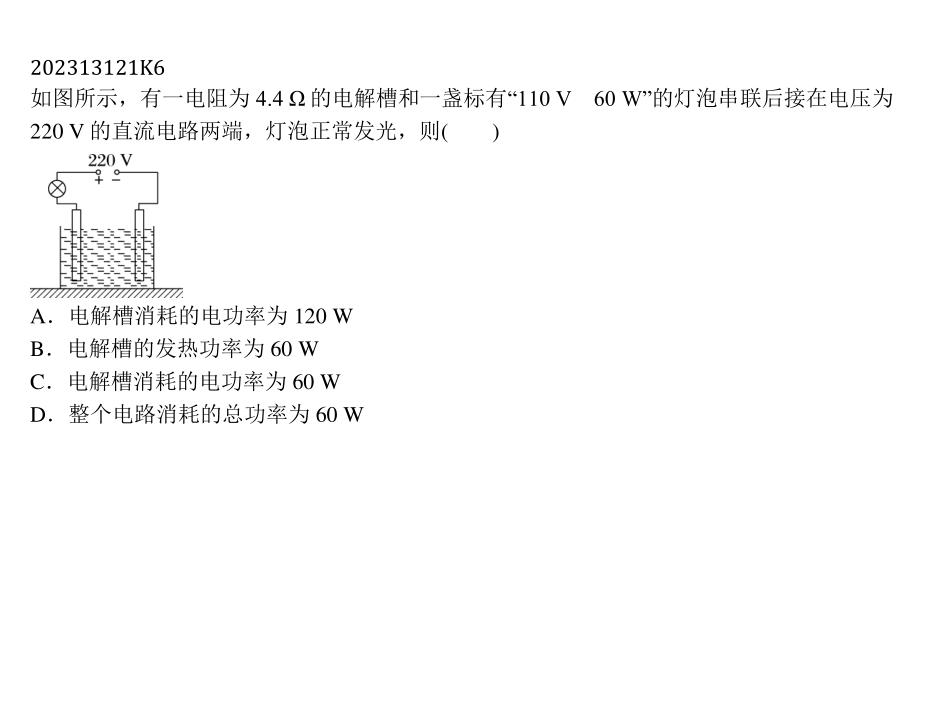 202313121K6
如图所示，有一电阻为 4.4 Ω 的电解槽和一盏标有“110 V　60 W”的灯泡串联后接在电压为
220 V 的直流电路两端，灯泡正常发光，则(　　)
220 V
+ −
A．电解槽消耗的电功率为 120 W
B．电解槽的发热功率为 60 W
C．电解槽消耗的电功率为 60 W
D．整个电路消耗的总功率为 60 W